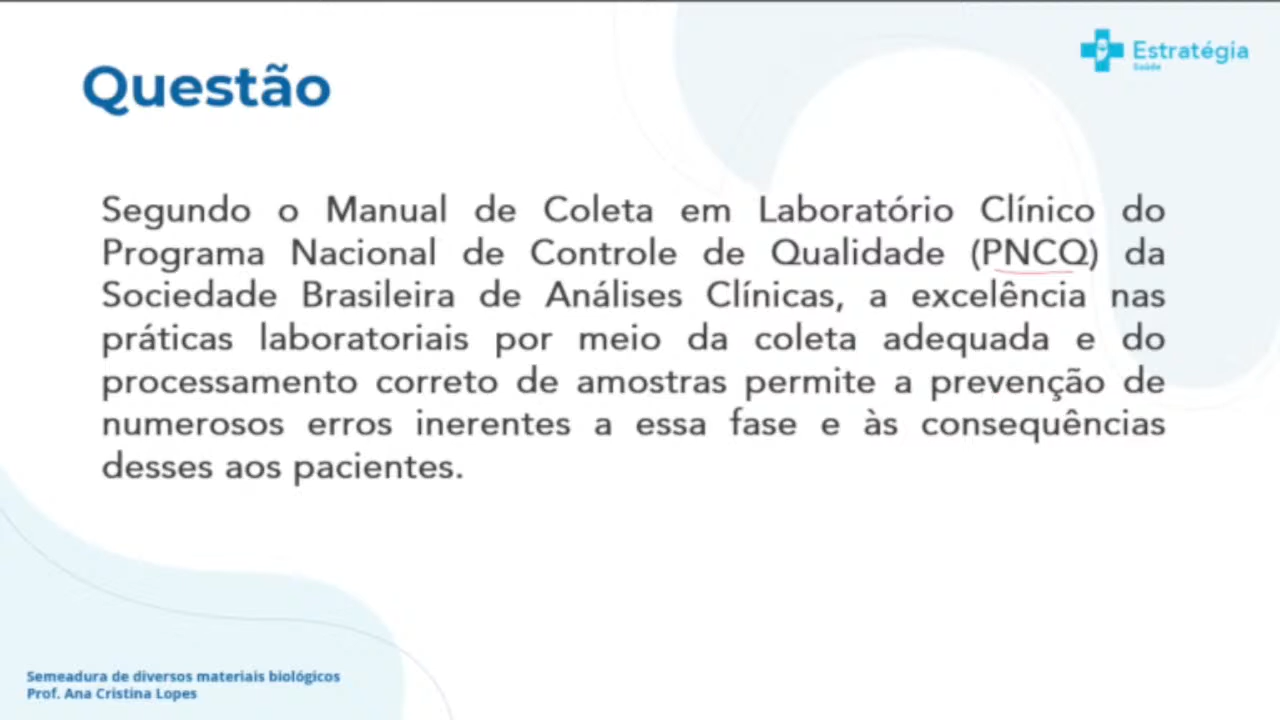 Estratégia
Saúde
Questão
Segundo o Manual de Coleta em Laboratório Clínico do
Programa Nacional de Controle de Qualidade (PNCQ) da
Sociedade Brasileira de Análises Clínicas, a excelência nas
práticas laboratoriais por meio da coleta adequada e do
processamento correto de amostras permite a prevenção de
numerosos erros inerentes a essa fase e às consequências
desses aos pacientes.
Semeadura de diversos materiais biológicos
Prof. Ana Cristina Lopes